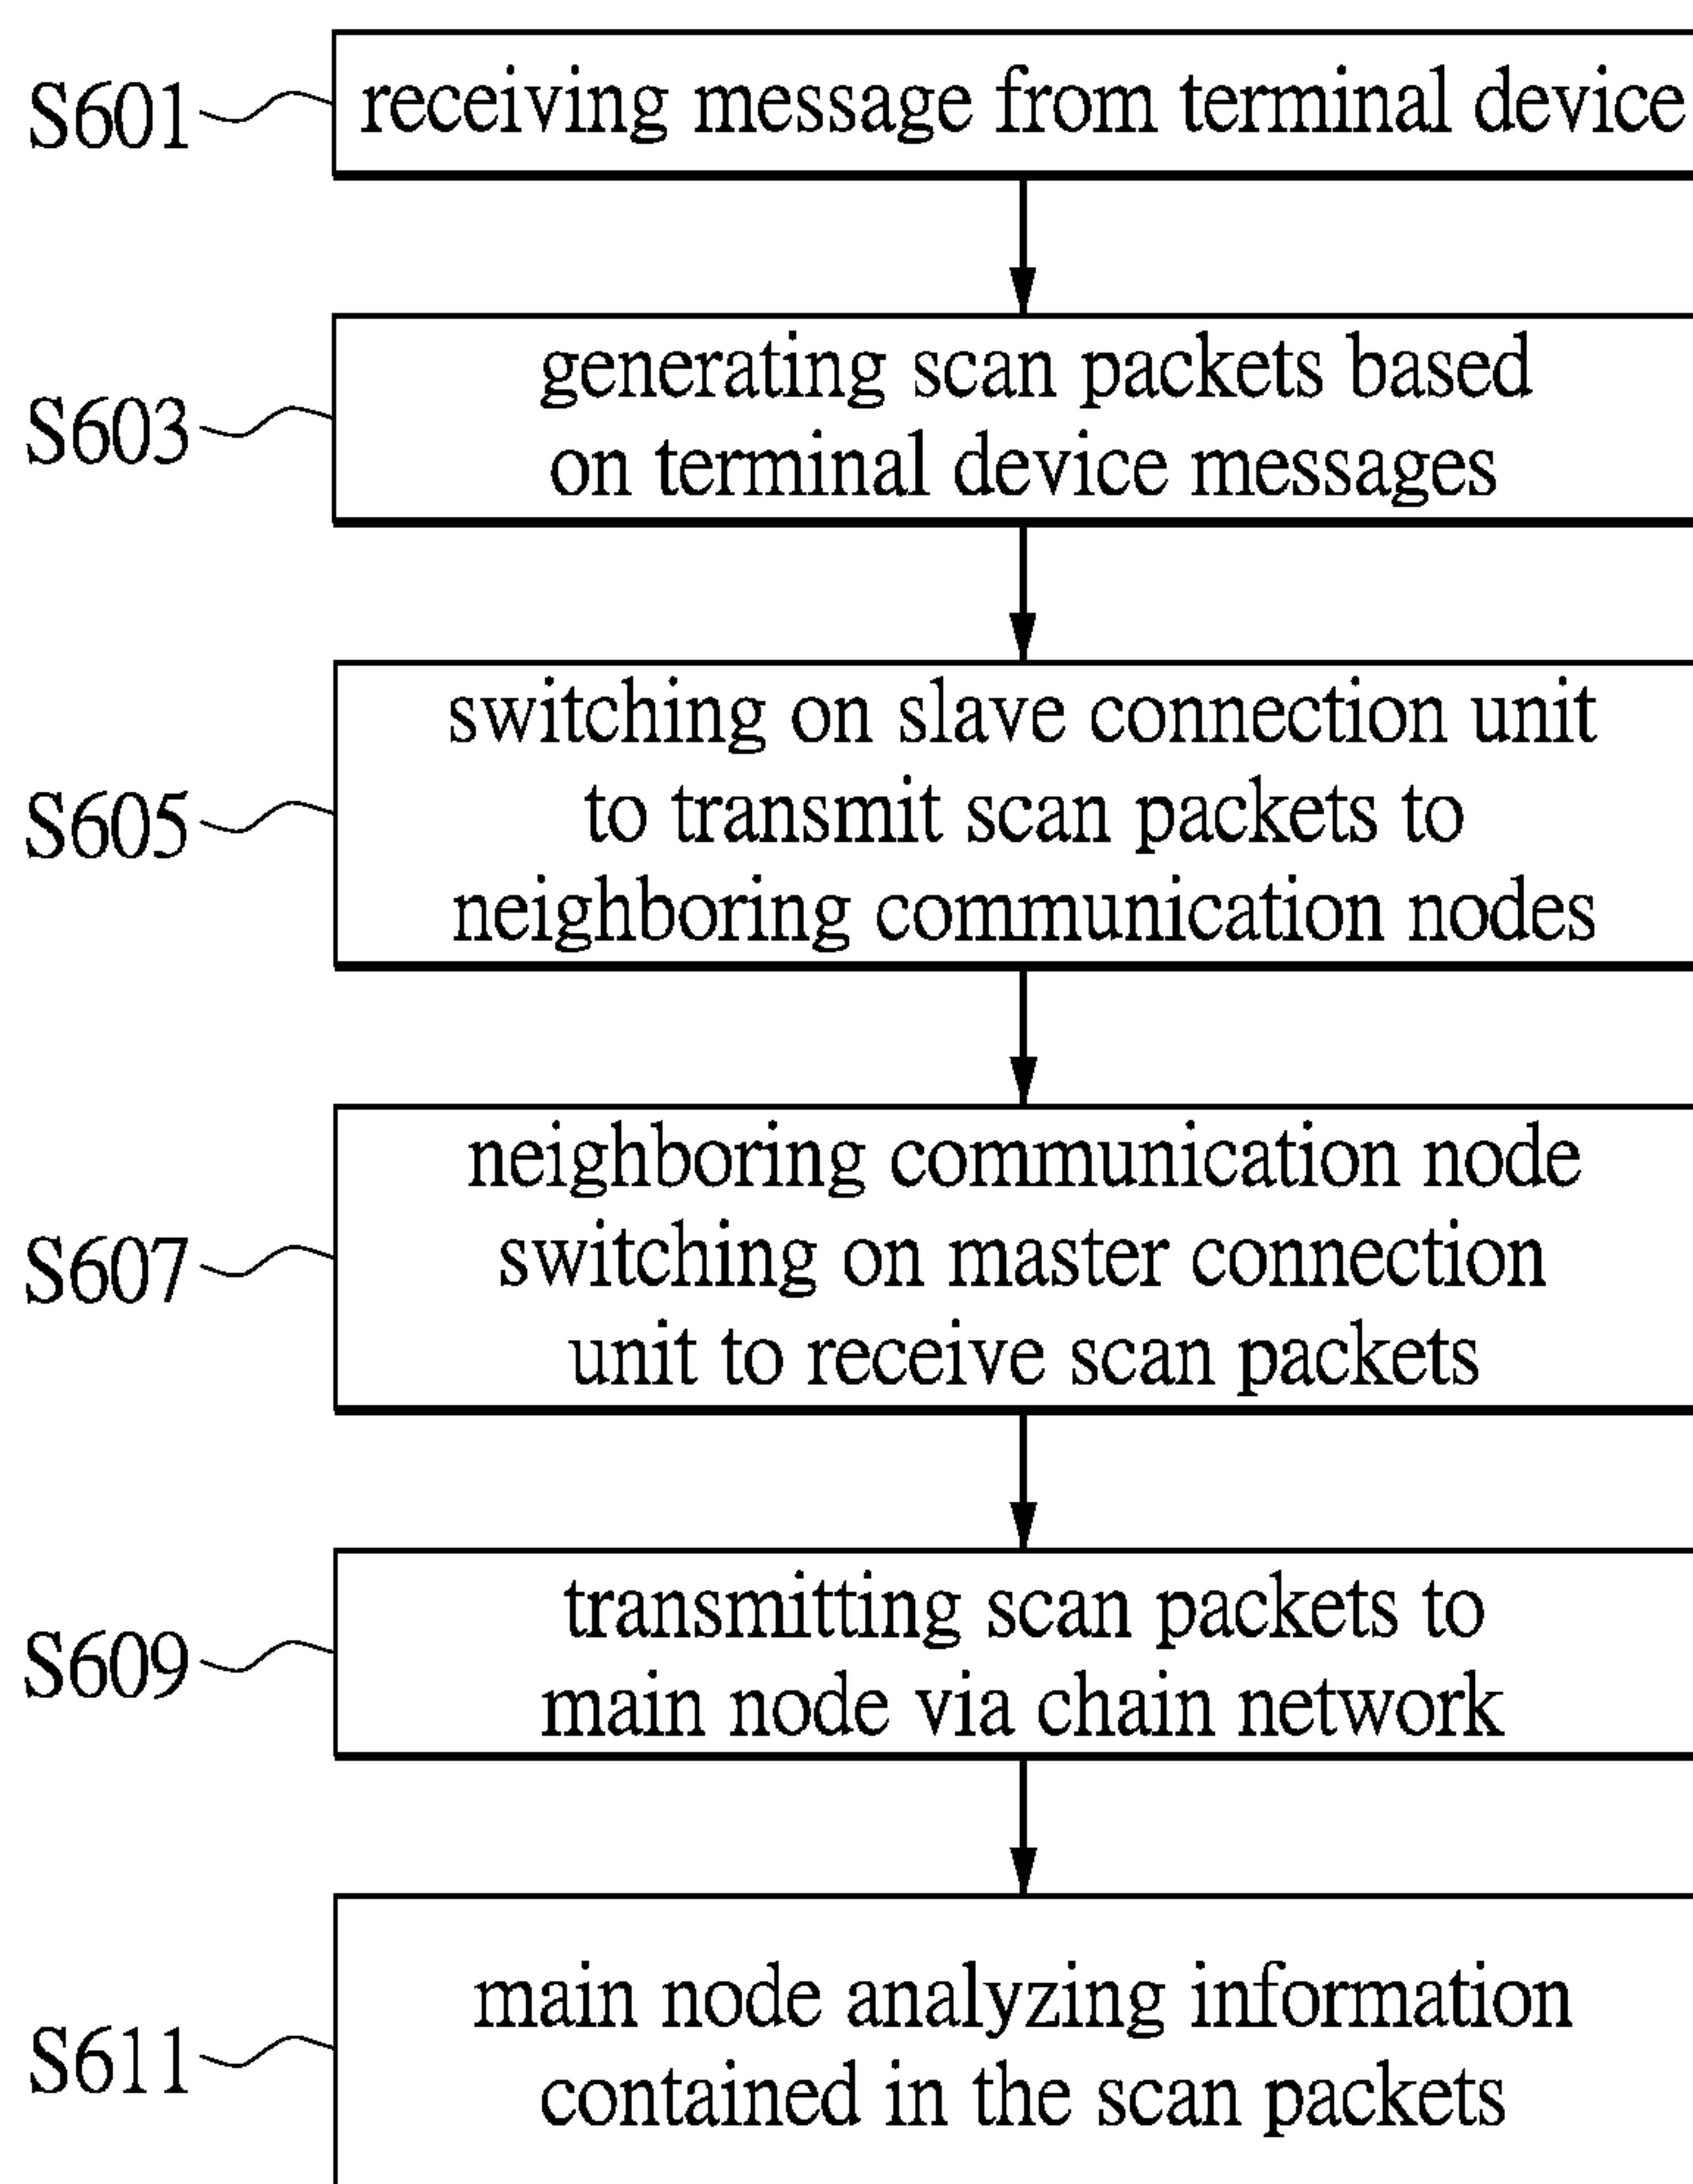 S601
receiving message from terminal device
S603
generating scan packets based
on terminal device messages
S605
switching on slave connection unit
to transmit scan packets to
neighboring communication nodes
S607
neighboring communication node
switching on master connection
unit to receive scan packets
S609
transmitting scan packets to
main node via chain network
S611
main node analyzing information
contained in the scan packets